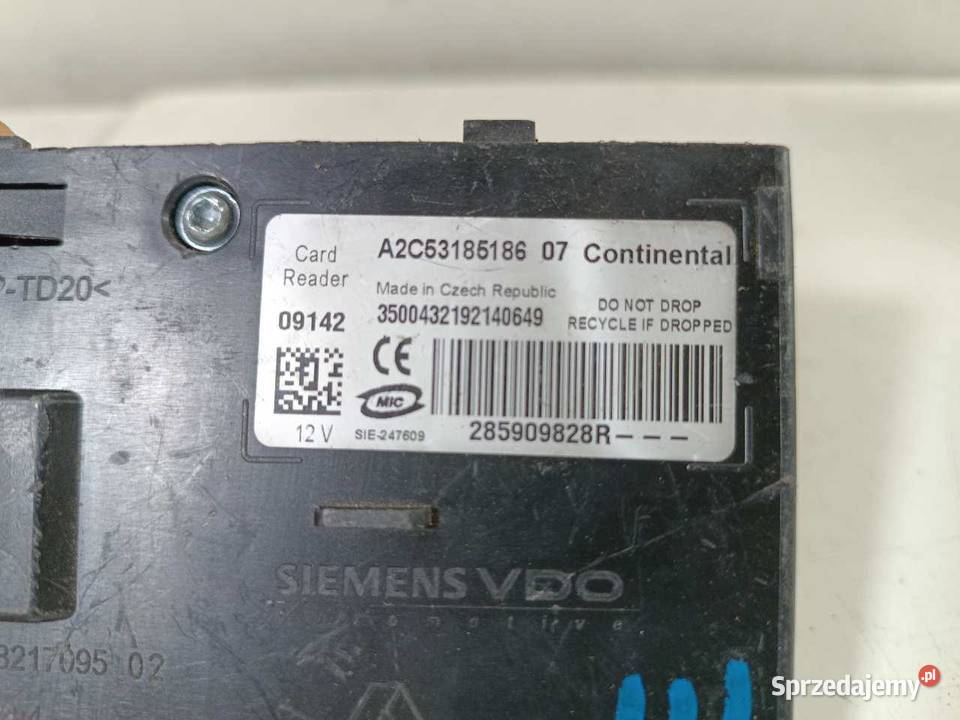 Card Reader
A2C53185186 07 Continental
Made in Czech Republic
09142
3500432192140649
DO NOT DROP
RECYCLE IF DROPPED
CE
MIC
12 V
SIE-247609
285909828R---
-TD20<
SIEMENS VDO
217095 02
Sprzedajemy.pl